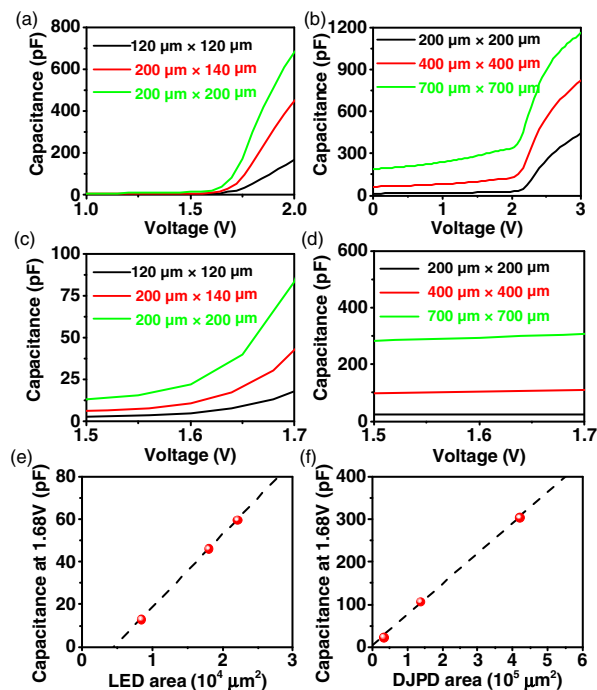 (a)
Capacitance (pF)
800
600
400
200
0
120 μm × 120 μm
200 μm × 140 μm
200 μm × 200 μm
1.0
1.5
2.0
Voltage (V)
(b)
Capacitance (pF)
1200
900
600
300
0
200 μm × 200 μm
400 μm × 400 μm
700 μm × 700 μm
0
1
2
3
Voltage (V)
(c)
Capacitance (pF)
100
75
50
25
0
120 μm × 120 μm
200 μm × 140 μm
200 μm × 200 μm
1.5
1.6
1.7
Voltage (V)
(d)
Capacitance (pF)
600
400
200
0
200 μm × 200 μm
400 μm × 400 μm
700 μm × 700 μm
1.5
1.6
1.7
Voltage (V)
(e)
Capacitance at 1.68V (pF)
80
60
40
20
0
0
1
2
3
LED area (10⁴ μm²)
(f)
Capacitance at 1.68V (pF)
400
300
200
100
0
0
2
4
6
DJPD area (10⁵ μm²)